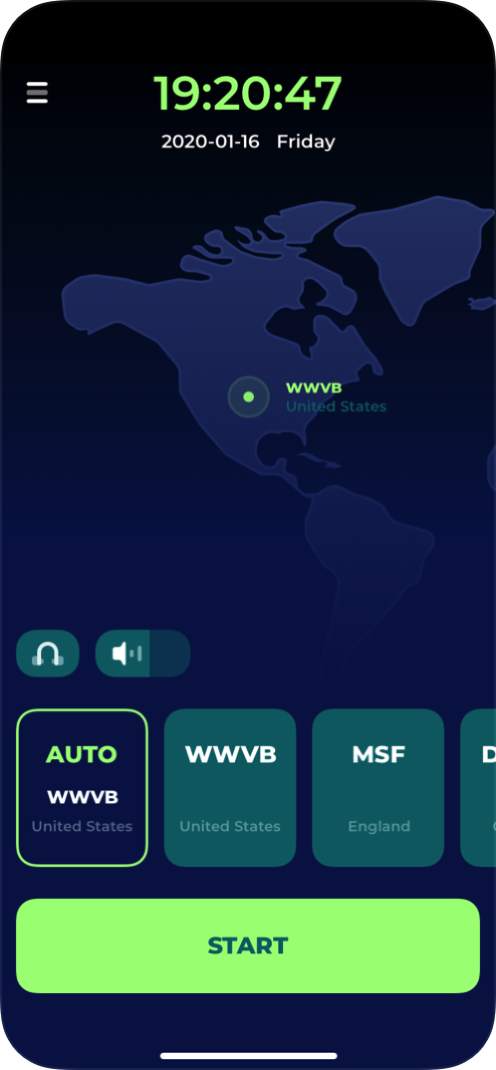 19:20:47
2020-01-16 Friday
WWVB
United States
AUTO
WWVB
United States
WWVB
United States
MSF
England
START